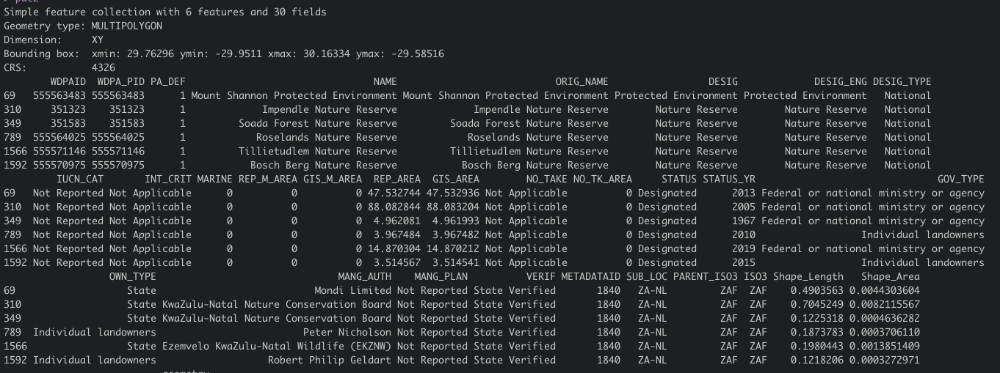 > pae2
Simple feature collection with 6 features and 30 fields
Geometry type: MULTIPOLYGON
Dimension:     XY
Bounding box:  xmin: 29.76296 ymin: -29.9511 xmax: 30.16334 ymax: -29.58516
CRS:           4326
WDPAID WDPA_PID PA_DEF NAME ORIG_NAME DESIG DESIG_ENG DESIG_TYPE
69 555563483 555563483 1 Mount Shannon Protected Environment Mount Shannon Protected Environment Protected Environment Protected Environment National
310 351323 351323 1 Impendle Nature Reserve Impendle Nature Reserve Nature Reserve Nature Reserve National
349 351583 351583 1 Soada Forest Nature Reserve Soada Forest Nature Reserve Nature Reserve Nature Reserve National
789 555564025 555564025 1 Roselands Nature Reserve Roselands Nature Reserve Nature Reserve Nature Reserve National
1566 555571146 555571146 1 Tillietudlem Nature Reserve Tillietudlem Nature Reserve Nature Reserve Nature Reserve National
1592 555570975 555570975 1 Bosch Berg Nature Reserve Bosch Berg Nature Reserve Nature Reserve Nature Reserve National
IUCN_CAT INT_CRIT MARINE REP_M_AREA GIS_M_AREA REP_AREA GIS_AREA NO_TAKE NO_TK_AREA STATUS STATUS_YR GOV_TYPE
69 Not Reported Not Applicable 0 0 0 47.532744 47.532936 Not Applicable 0 Designated 2013 Federal or national ministry or agency
310 Not Reported Not Applicable 0 0 0 88.082844 88.083204 Not Applicable 0 Designated 2005 Federal or national ministry or agency
349 Not Reported Not Applicable 0 0 0 4.962081 4.961993 Not Applicable 0 Designated 1967 Federal or national ministry or agency
789 Not Reported Not Applicable 0 0 0 3.967484 3.967482 Not Applicable 0 Designated 2010 Individual landowners
1566 Not Reported Not Applicable 0 0 0 14.870304 14.870212 Not Applicable 0 Designated 2019 Federal or national ministry or agency
1592 Not Reported Not Applicable 0 0 0 3.514567 3.514541 Not Applicable 0 Designated 2015 Individual landowners
OWN_TYPE MANG_AUTH MANG_PLAN VERIF METADATAID SUB_LOC PARENT_ISO3 ISO3 Shape_Length Shape_Area
69 State Mondi Limited Not Reported State Verified 1840 ZA-NL ZAF ZAF 0.4903563 0.0044303604
310 State KwaZulu-Natal Nature Conservation Board Not Reported State Verified 1840 ZA-NL ZAF ZAF 0.7045249 0.0082115567
349 State KwaZulu-Natal Nature Conservation Board Not Reported State Verified 1840 ZA-NL ZAF ZAF 0.1225318 0.0004636282
789 Individual landowners Peter Nicholson Not Reported State Verified 1840 ZA-NL ZAF ZAF 0.1873783 0.0003706110
1566 State Ezemvelo KwaZulu-Natal Wildlife (EKZNW) Not Reported State Verified 1840 ZA-NL ZAF ZAF 0.1980443 0.0013851409
1592 Individual landowners Robert Philip Geldart Not Reported State Verified 1840 ZA-NL ZAF ZAF 0.1218206 0.0003272971
geometry